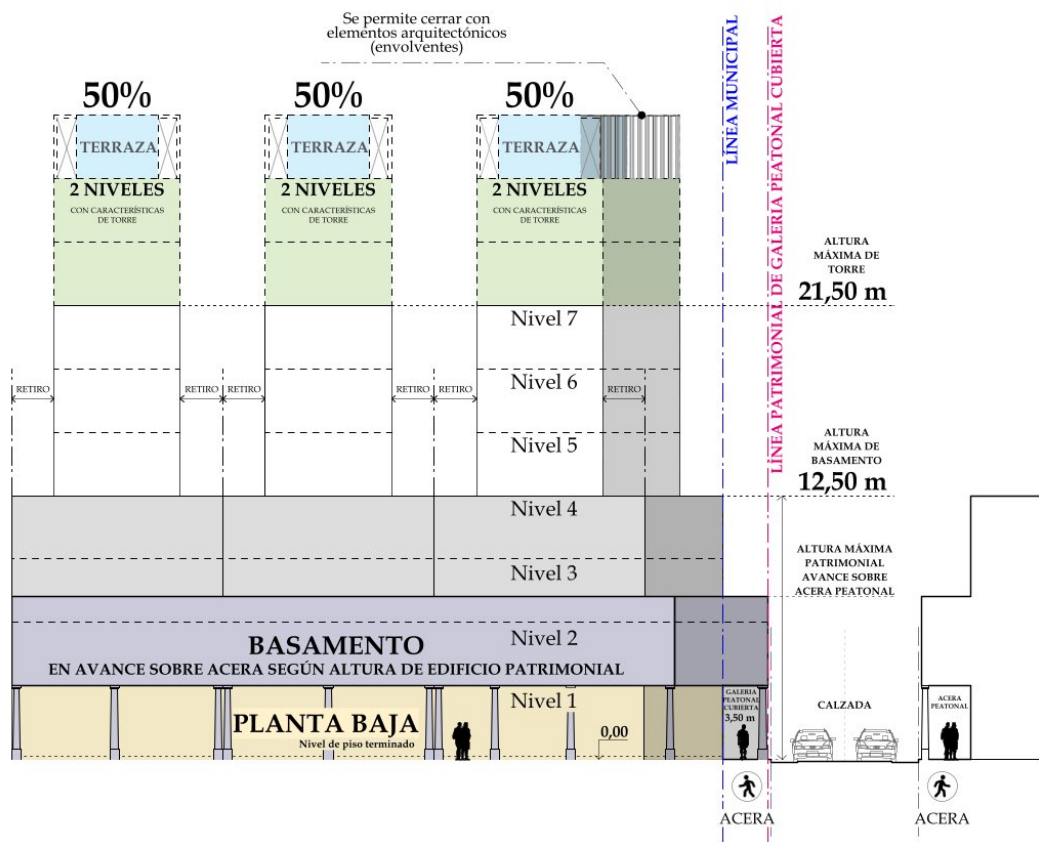 Se permite cerrar con
elementos arquitectónicos
(envolventes)
LÍNEA MUNICIPAL
LÍNEA PATRIMONIAL DE GALERIA PEATONAL CUBIERTA
50%
50%
50%
TERRAZA
TERRAZA
TERRAZA
2 NIVELES
CON CARACTERÍSTICAS
DE TORRE
2 NIVELES
CON CARACTERÍSTICAS
DE TORRE
2 NIVELES
CON CARACTERÍSTICAS
DE TORRE
ALTURA
MÁXIMA DE
TORRE
21,50 m
Nivel 7
Nivel 6
RETIRO
RETIRO
RETIRO
RETIRO
RETIRO
RETIRO
Nivel 5
ALTURA
MÁXIMA DE
BASAMENTO
12,50 m
Nivel 4
Nivel 3
ALTURA MÁXIMA
PATRIMONIAL
AVANCE SOBRE
ACERA PEATONAL
Nivel 2
BASAMENTO
EN AVANCE SOBRE ACERA SEGÚN ALTURA DE EDIFICIO PATRIMONIAL
Nivel 1
PLANTA BAJA
Nivel de piso terminado
0,00
GALERIA
PEATONAL
CUBIERTA
3,50 m
CALZADA
ACERA
PEATONAL
ACERA
ACERA